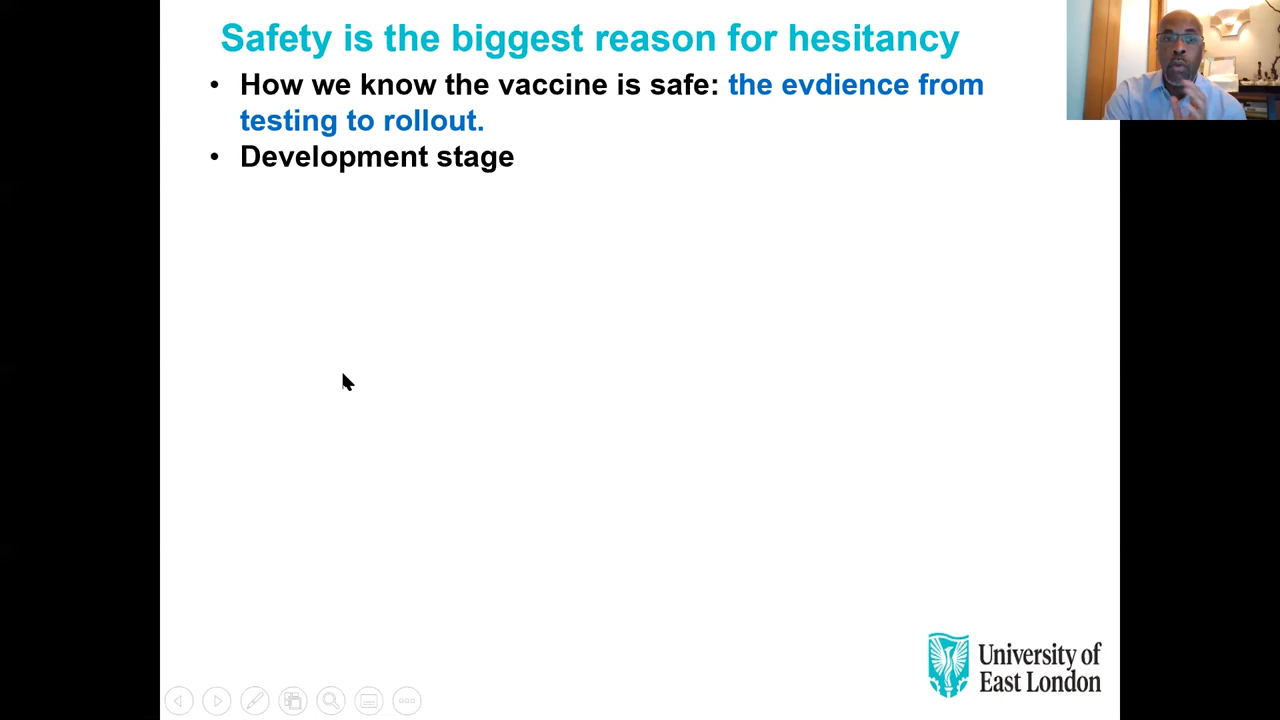 Safety is the biggest reason for hesitancy
• How we know the vaccine is safe: the evdience from
testing to rollout.
• Development stage
University of
East London